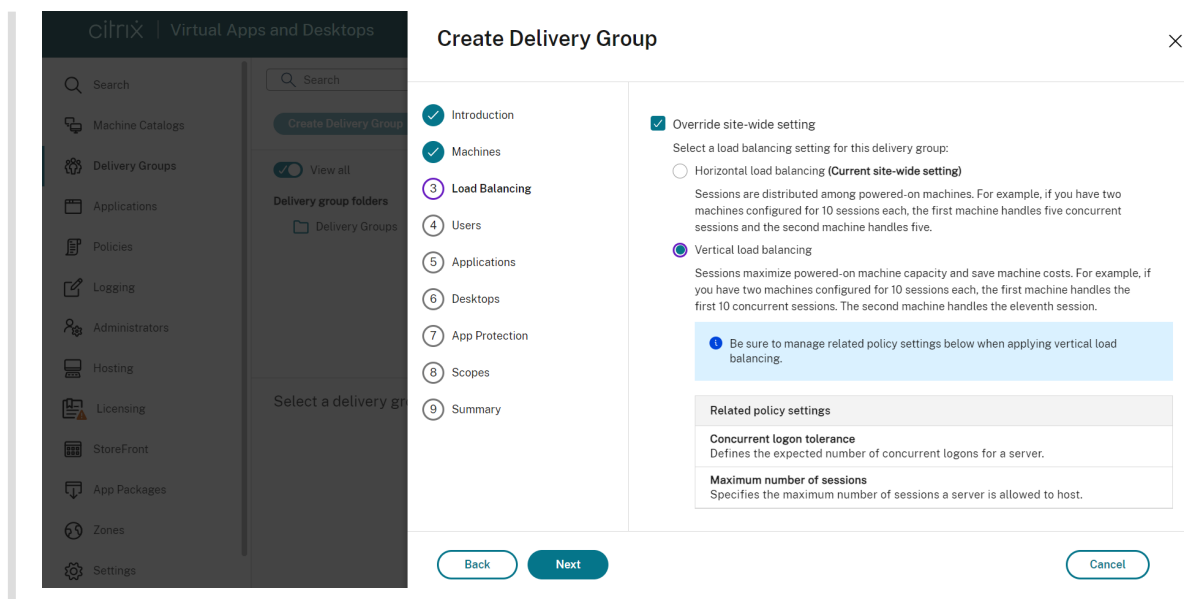 citrix | Virtual Apps and Desktops
Search
Machine Catalogs
Delivery Groups
Applications
Policies
Logging
Administrators
Hosting
Licensing
StoreFront
App Packages
Zones
Settings
Search
Create Delivery Group
View all
Delivery group folders
Delivery Groups
Select a delivery gr
Create Delivery Group
Introduction
Machines
3 Load Balancing
4 Users
5 Applications
6 Desktops
7 App Protection
8 Scopes
9 Summary
Override site-wide setting
Select a load balancing setting for this delivery group:
Horizontal load balancing (Current site-wide setting)
Sessions are distributed among powered-on machines. For example, if you have two
machines configured for 10 sessions each, the first machine handles five concurrent
sessions and the second machine handles five.
Vertical load balancing
Sessions maximize powered-on machine capacity and save machine costs. For example, if
you have two machines configured for 10 sessions each, the first machine handles the
first 10 concurrent sessions. The second machine handles the eleventh session.
Be sure to manage related policy settings below when applying vertical load
balancing.
Related policy settings
Concurrent logon tolerance
Defines the expected number of concurrent logons for a server.
Maximum number of sessions
Specifies the maximum number of sessions a server is allowed to host.
Back
Next
Cancel